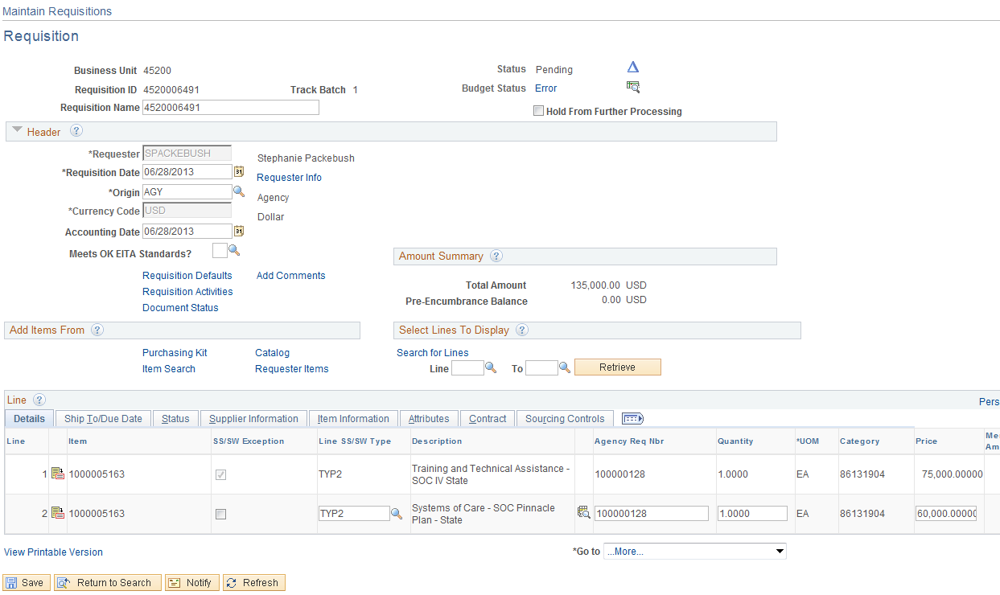 Maintain Requisitions
Requisition
Business Unit 45200
Status Pending
Requisition ID 4520006491 Track Batch 1
Budget Status Error
Requisition Name 4520006491
Hold From Further Processing
Header ?
*Requester SPACKEBUSH Stephanie Packebush
*Requisition Date 06/28/2013 31 Requester Info
*Origin AGY Agency
*Currency Code USD Dollar
Accounting Date 06/28/2013 31
Meets OK EITA Standards?
Amount Summary ?
Requisition Defaults Add Comments
Total Amount 135,000.00 USD
Requisition Activities
Pre-Encumbrance Balance 0.00 USD
Document Status
Add Items From ? Select Lines To Display ?
Purchasing Kit Catalog Search for Lines
Item Search Requester Items Line To Retrieve
Line ? Pers
Details Ship To/Due Date Status Supplier Information Item Information Attributes Contract Sourcing Controls
Line Item SS/SW Exception Line SS/SW Type Description Agency Req Nbr Quantity *UOM Category Price Mer
Am
1 1000005163 TYP2 Training and Technical Assistance - 100000128 1.0000 EA 86131904 75,000.00000
SOC IV State
2 1000005163 TYP2 Systems of Care - SOC Pinnacle 100000128 1.0000 EA 86131904 60,000.00000
Plan - State
View Printable Version *Go to ...More...
Save Return to Search Notify Refresh